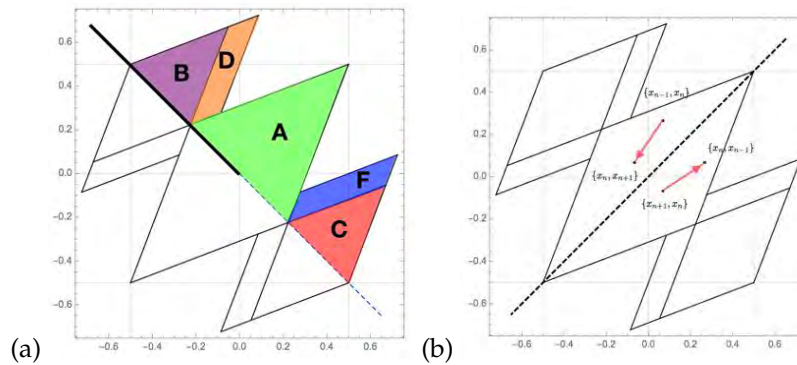 B
D
A
F
C
0.6
0.4
0.2
0.0
−0.2
−0.4
−0.6
−0.6 −0.4 −0.2 0.0 0.2 0.4 0.6
(a)
{x_{n−1}, x_n}
{x_n, x_{n−1}}
{x_n, x_{n+1}}
{x_{n+1}, x_n}
0.6
0.4
0.2
0.0
−0.2
−0.4
−0.6
−0.6 −0.4 −0.2 0.0 0.2 0.4 0.6
(b)